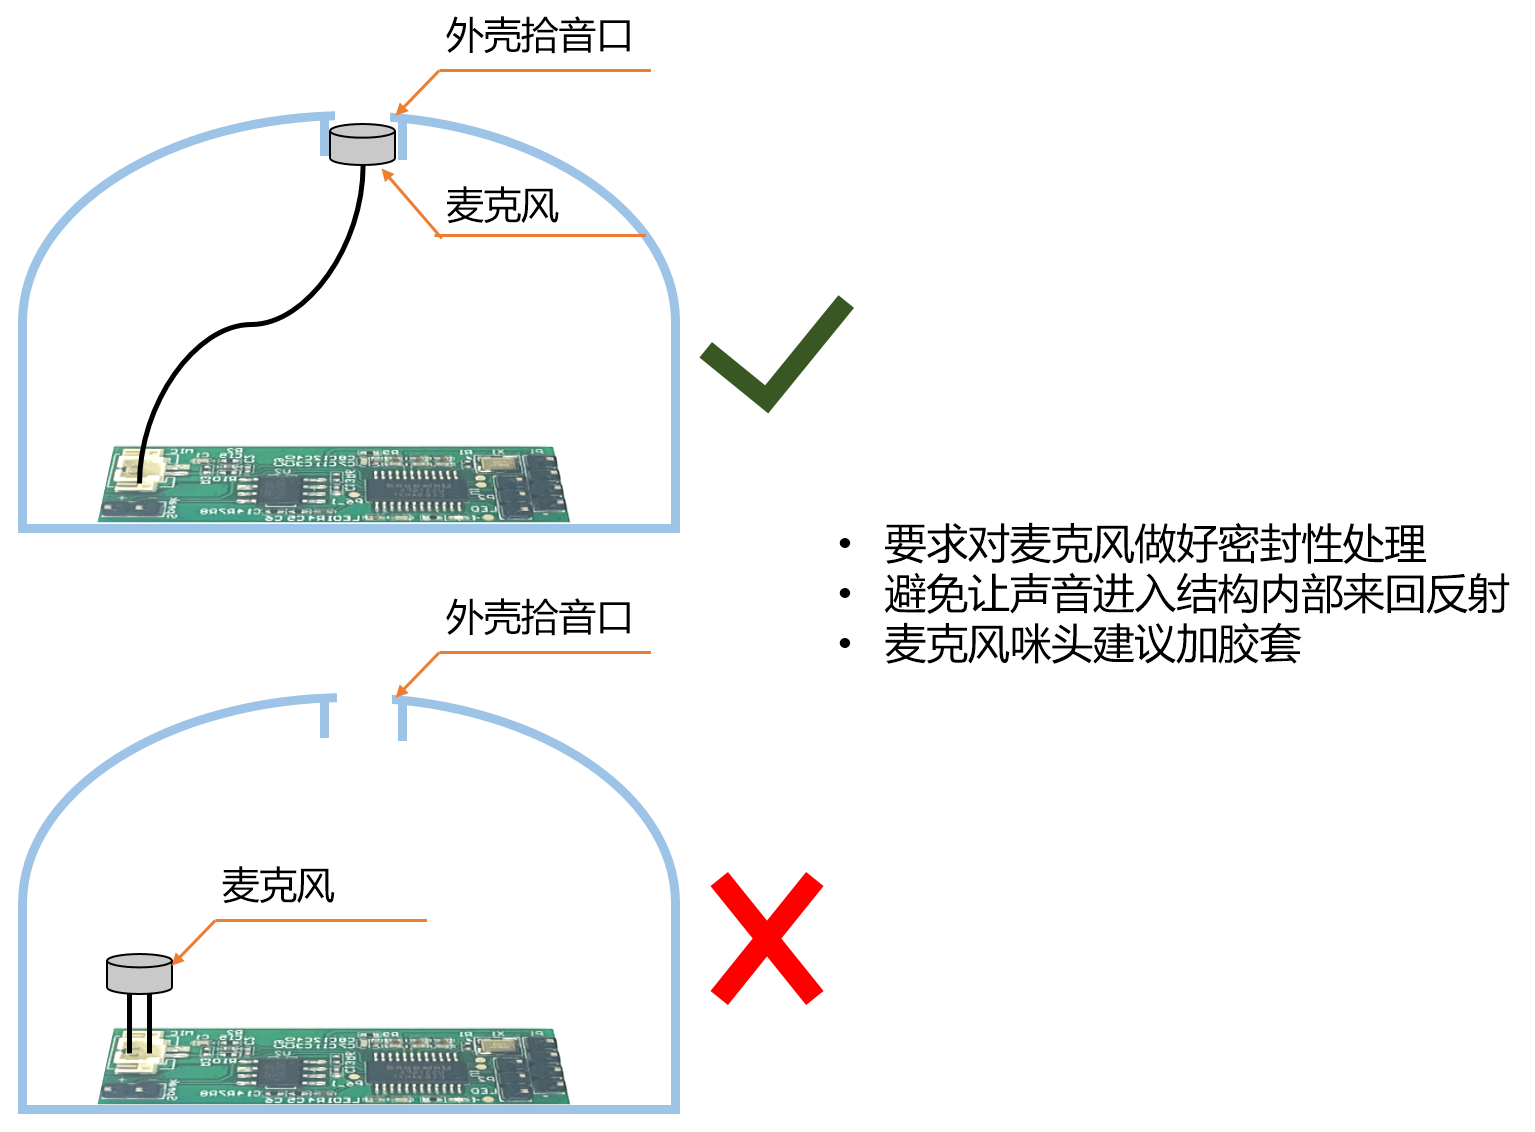 外壳拾音口
麦克风
• 要求对麦克风做好密封性处理
• 避免让声音进入结构内部来回反射
• 麦克风咪头建议加胶套
外壳拾音口
麦克风